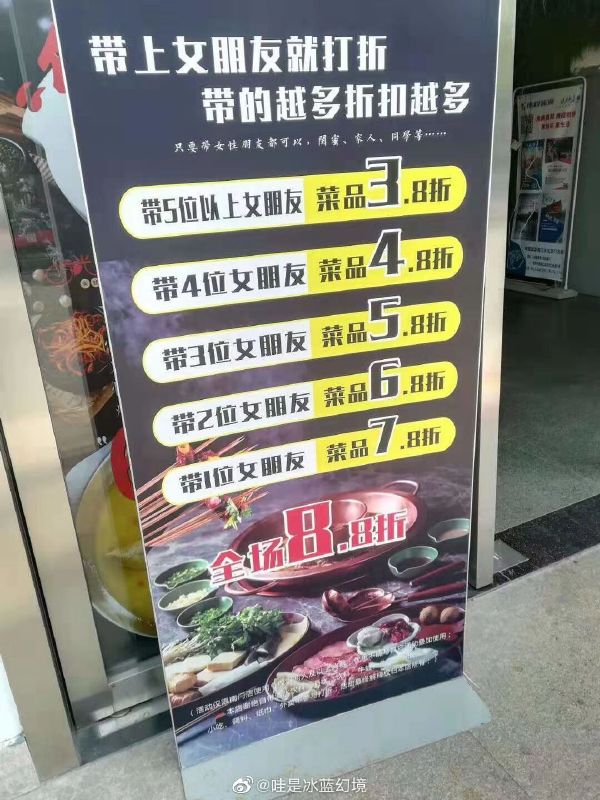 带上女朋友就打折
带的越多折扣越多
只要带女性朋友都可以，閨蜜、家人、同學等……
带5位以上女朋友 菜品3.8折
带4位女朋友 菜品4.8折
带3位女朋友 菜品5.8折
带2位女朋友 菜品6.8折
带1位女朋友 菜品7.8折
全场8.8折
@哇是冰蓝幻境